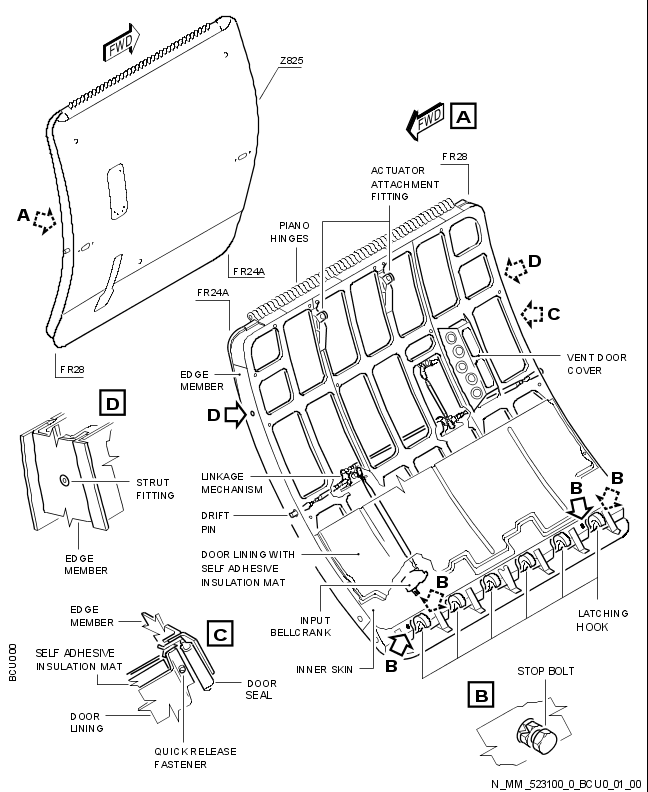 FWD
Z825
A
FR24A
FR28
FWD
A
FR28
ACTUATOR
ATTACHMENT
FITTING
PIANO
HINGES
FR24A
D
C
EDGE
MEMBER
VENT DOOR
COVER
D
D
STRUT
FITTING
EDGE
MEMBER
LINKAGE
MECHANISM
DRIFT
PIN
DOOR LINING WITH
SELF ADHESIVE
INSULATION MAT
INPUT
BELLCRANK
INNER SKIN
B
B
B
B
LATCHING
HOOK
C
EDGE
MEMBER
SELF ADHESIVE
INSULATION MAT
DOOR
LINING
DOOR
SEAL
QUICK RELEASE
FASTENER
B
STOP BOLT
BCU000
N_MM_523100_0_BCU0_01_00